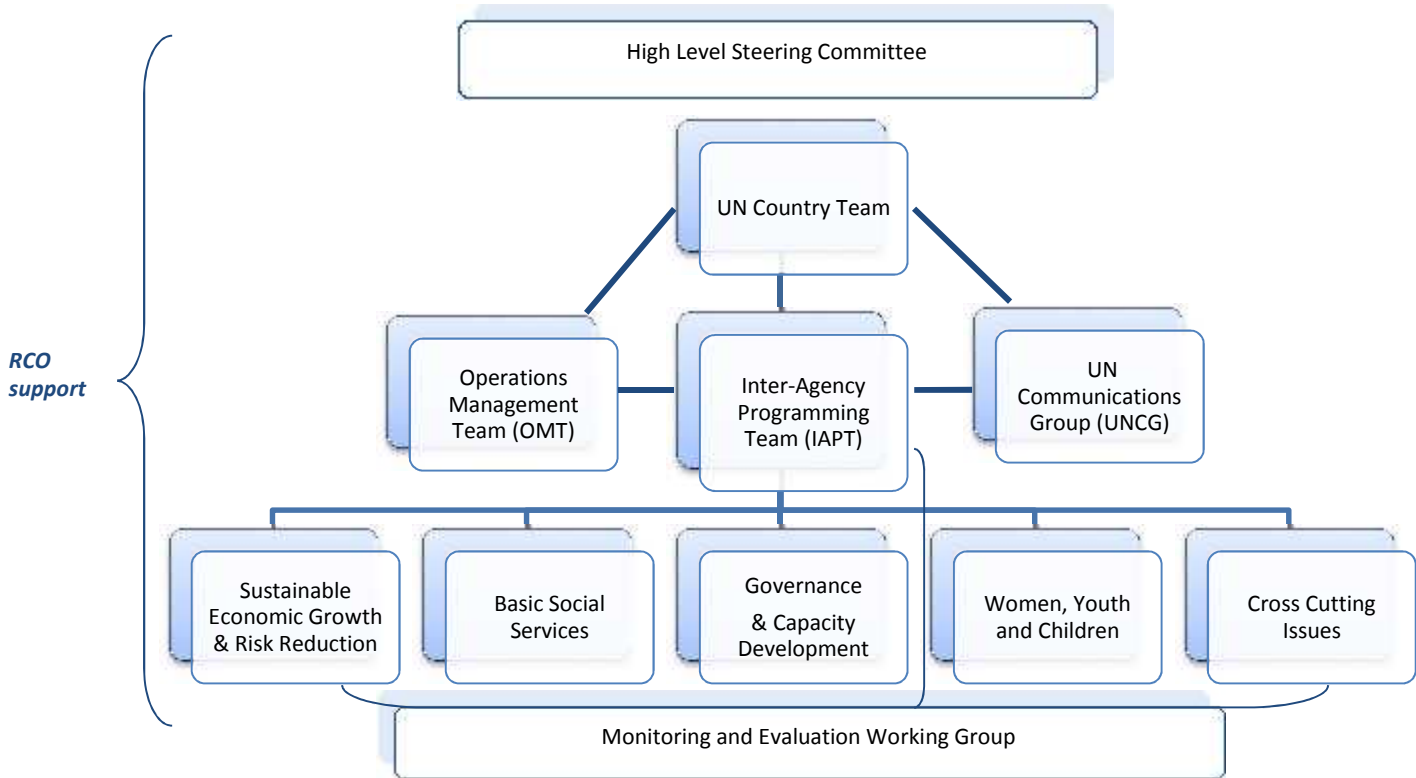 High Level Steering Committee
UN Country Team
RCO
support
Operations
Management
Team (OMT)
Inter-Agency
Programming
Team (IAPT)
UN
Communications
Group (UNCG)
Sustainable
Economic Growth
& Risk Reduction
Basic Social
Services
Governance
& Capacity
Development
Women, Youth
and Children
Cross Cutting
Issues
Monitoring and Evaluation Working Group